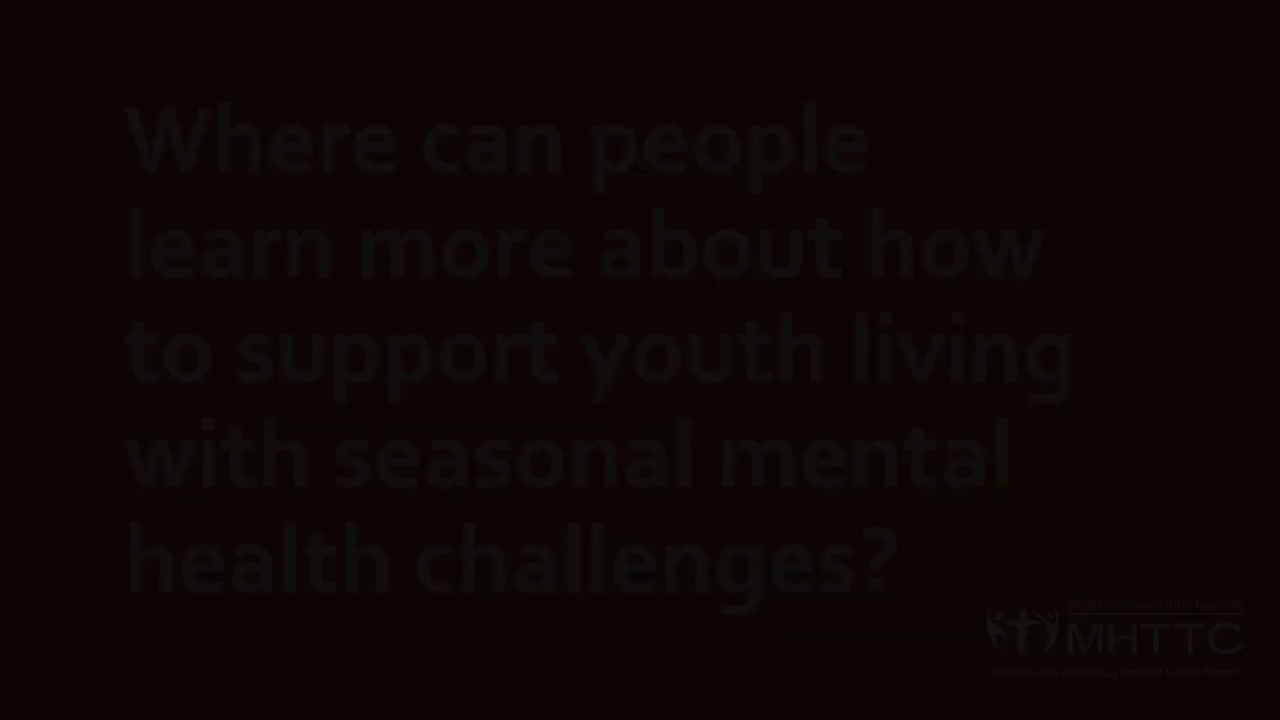 Where can people
learn more about how
to support youth living
with seasonal mental
health challenges?
MHTTC